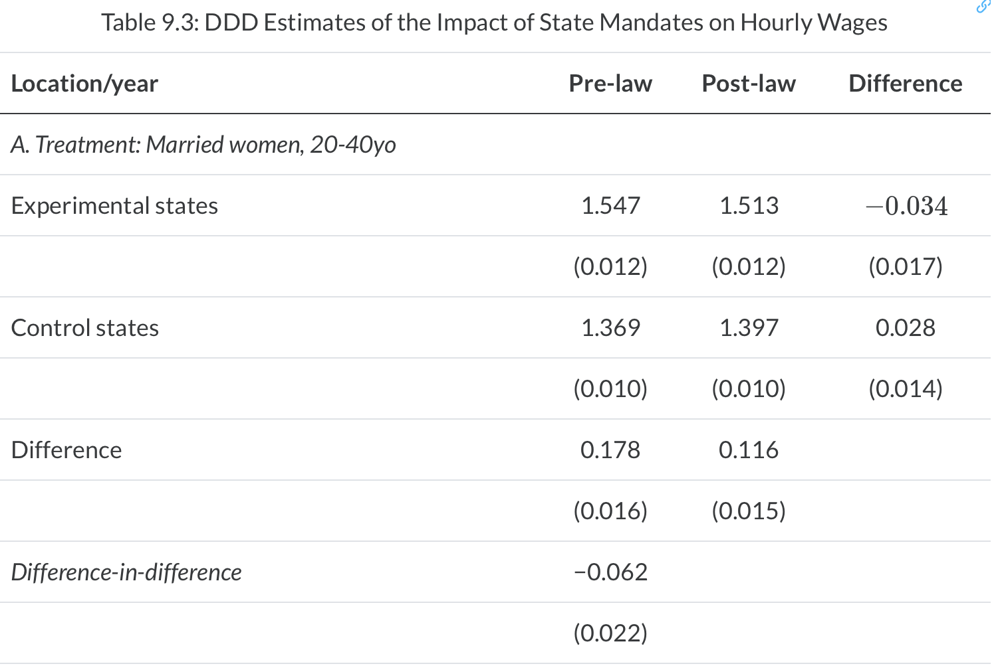 Table 9.3: DDD Estimates of the Impact of State Mandates on Hourly Wages
Location/year Pre-law Post-law Difference
A. Treatment: Married women, 20-40yo
Experimental states 1.547 1.513 −0.034
(0.012) (0.012) (0.017)
Control states 1.369 1.397 0.028
(0.010) (0.010) (0.014)
Difference 0.178 0.116
(0.016) (0.015)
Difference-in-difference −0.062
(0.022)